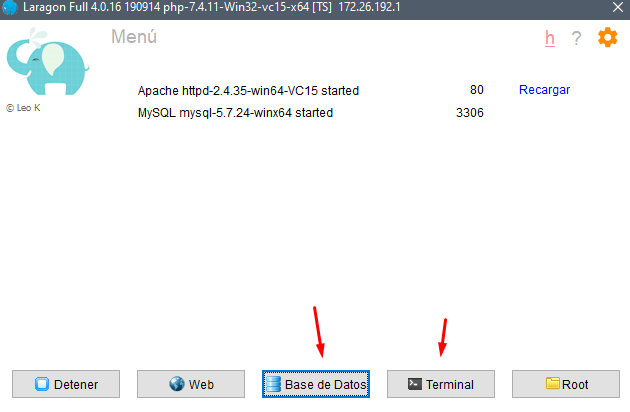 Laragon Full 4.0.16 190914 php-7.4.11-Win32-vc15-x64 [TS] 172.26.192.1
Menú
h ?
© Leo K
Apache httpd-2.4.35-win64-VC15 started 80 Recargar
MySQL mysql-5.7.24-winx64 started 3306
Detener Web Base de Datos Terminal Root